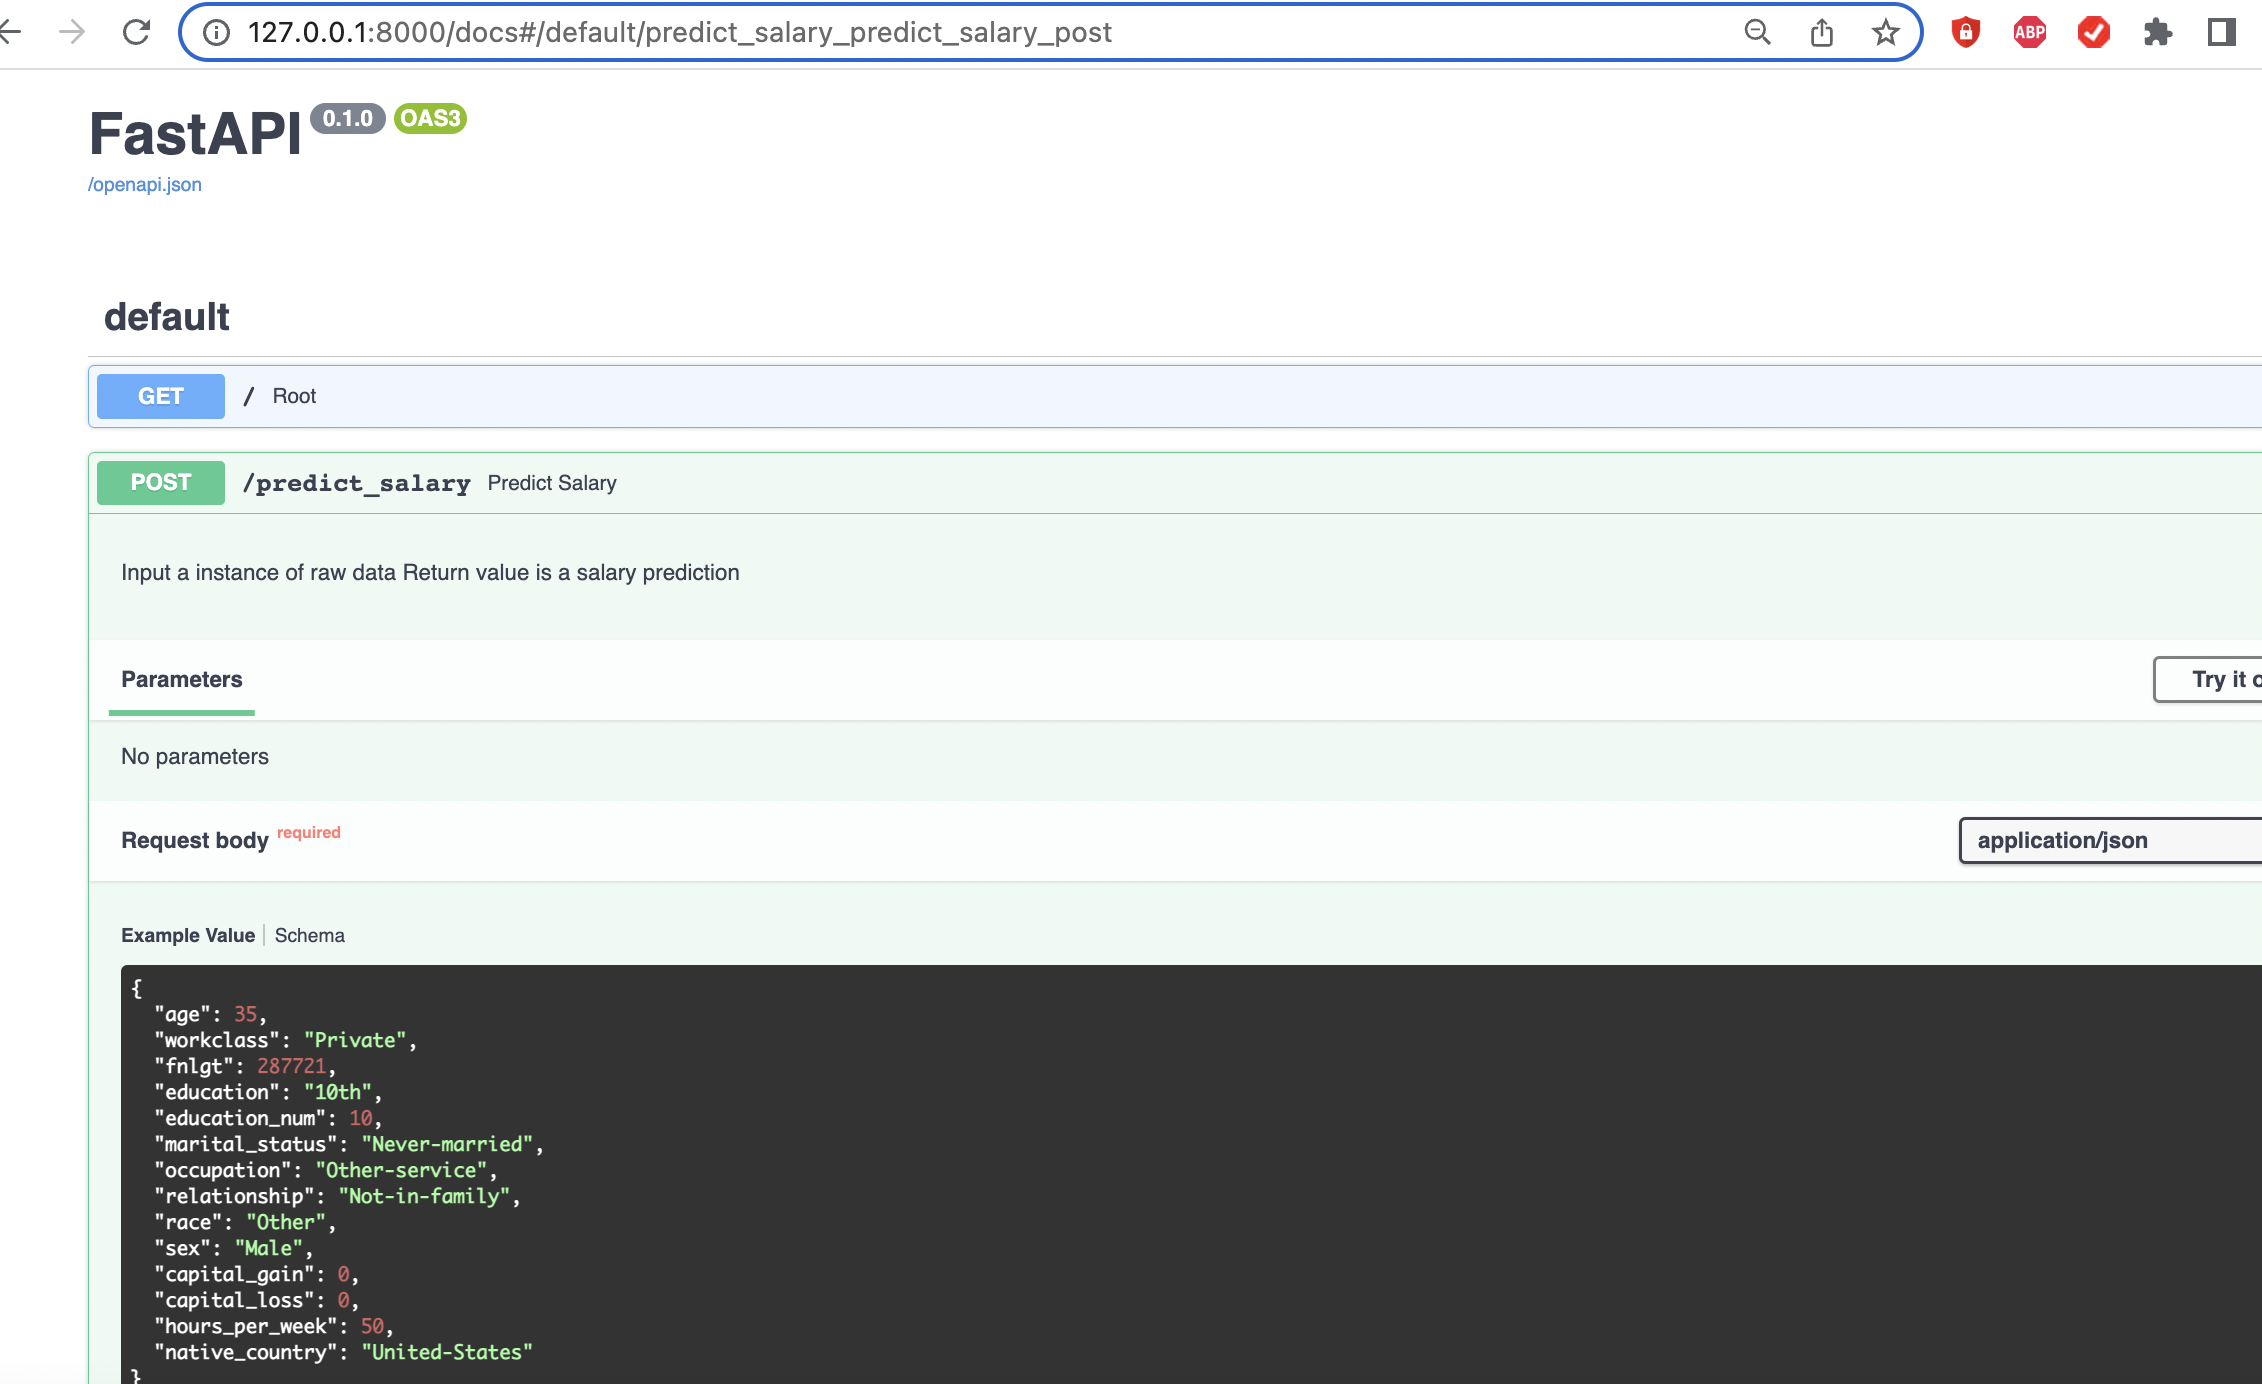 127.0.0.1:8000/docs#/default/predict_salary_predict_salary_post
ABP
FastAPI 0.1.0 OAS3
/openapi.json
default
GET / Root
POST /predict_salary Predict Salary
Input a instance of raw data Return value is a salary prediction
Parameters
Try it
No parameters
Request body required
application/json
Example Value | Schema
{
"age": 35,
"workclass": "Private",
"fnlgt": 287721,
"education": "10th",
"education_num": 10,
"marital_status": "Never-married",
"occupation": "Other-service",
"relationship": "Not-in-family",
"race": "Other",
"sex": "Male",
"capital_gain": 0,
"capital_loss": 0,
"hours_per_week": 50,
"native_country": "United-States"
}